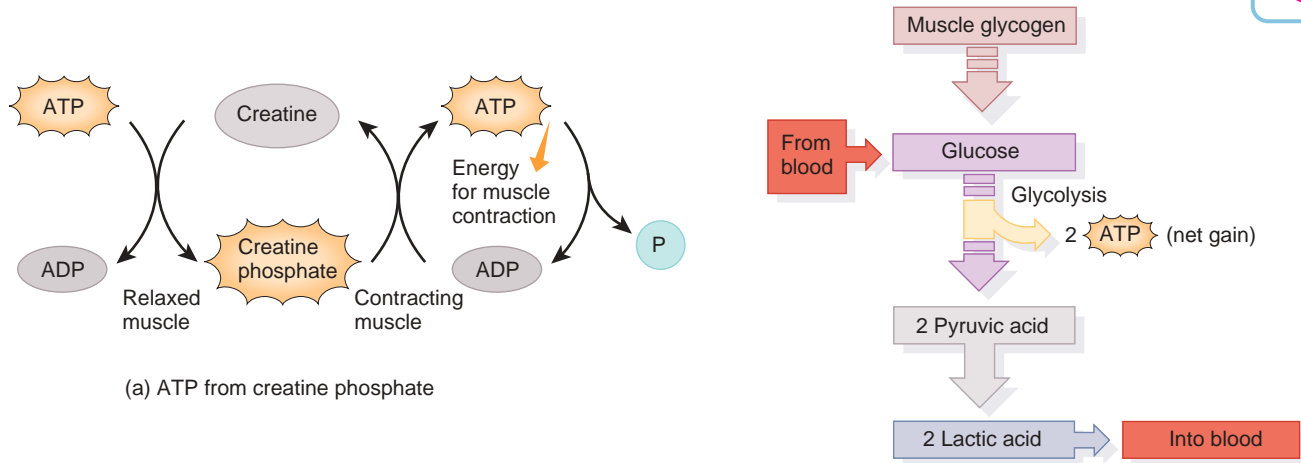 ATP
Creatine
ATP
Energy
for muscle
contraction
P
ADP
Creatine
phosphate
ADP
Relaxed
muscle
Contracting
muscle
(a) ATP from creatine phosphate
Muscle glycogen
From
blood
Glucose
Glycolysis
2 ATP (net gain)
2 Pyruvic acid
2 Lactic acid
Into blood